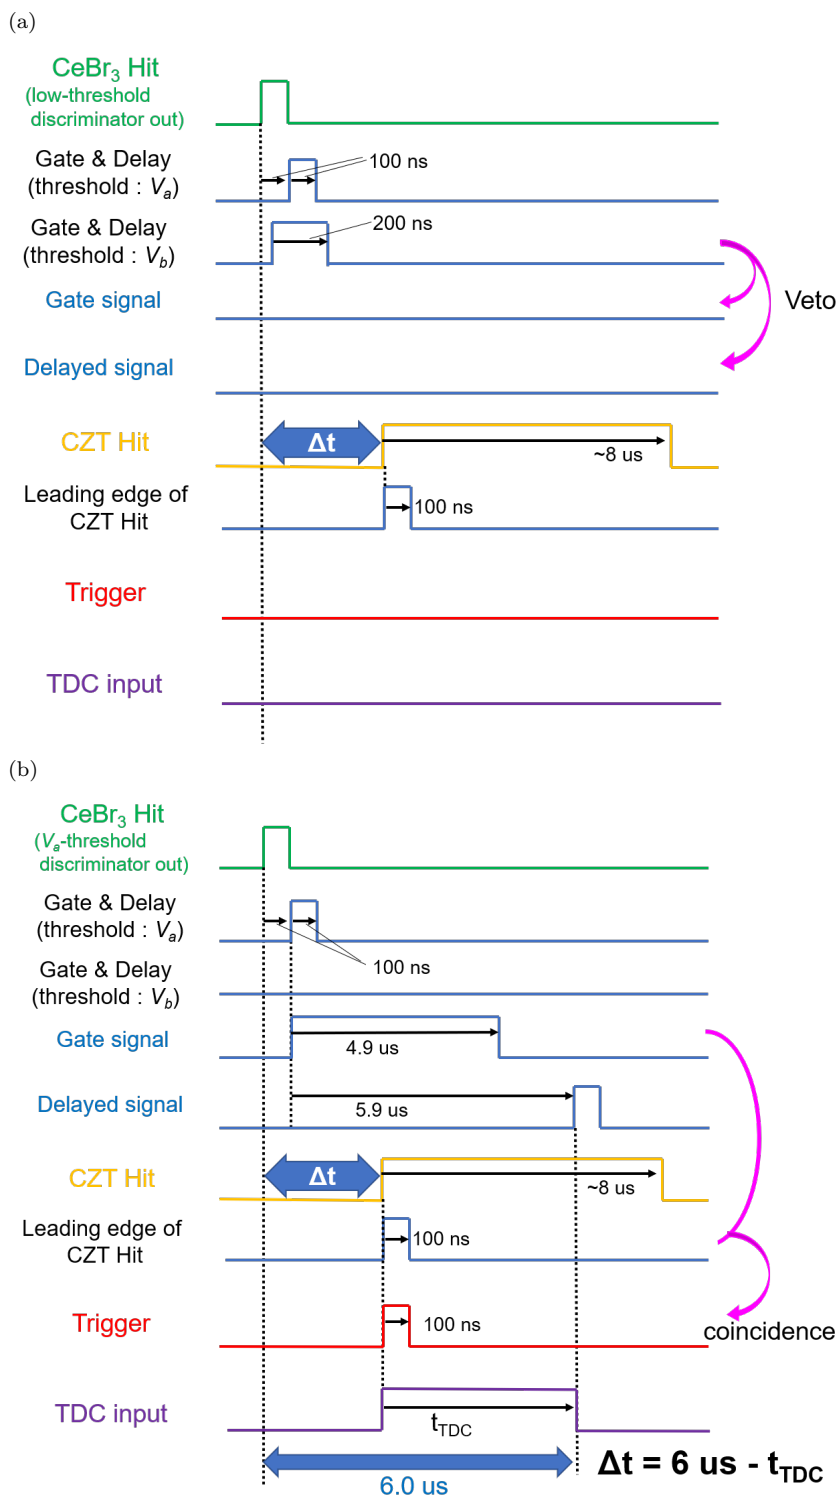 (a)
CeBr3 Hit
(low-threshold
discriminator out)
Gate & Delay
(threshold : Va)
100 ns
Gate & Delay
(threshold : Vb)
200 ns
Gate signal
Veto
Delayed signal
CZT Hit
Δt
~8 us
Leading edge of
CZT Hit
100 ns
Trigger
TDC input
(b)
CeBr3 Hit
(Va-threshold
discriminator out)
Gate & Delay
(threshold : Va)
100 ns
Gate & Delay
(threshold : Vb)
Gate signal
4.9 us
Delayed signal
5.9 us
CZT Hit
Δt
~8 us
Leading edge of
CZT Hit
100 ns
Trigger
100 ns
coincidence
TDC input
tTDC
6.0 us
Δt = 6 us - tTDC